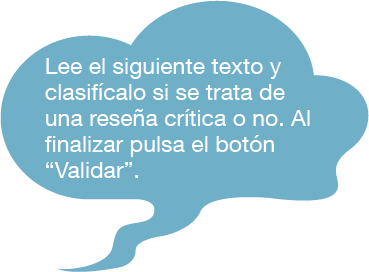 Lee el siguiente texto y
clasifícalo si se trata de
una reseña crítica o no. Al
finalizar pulsa el botón
“Validar”.